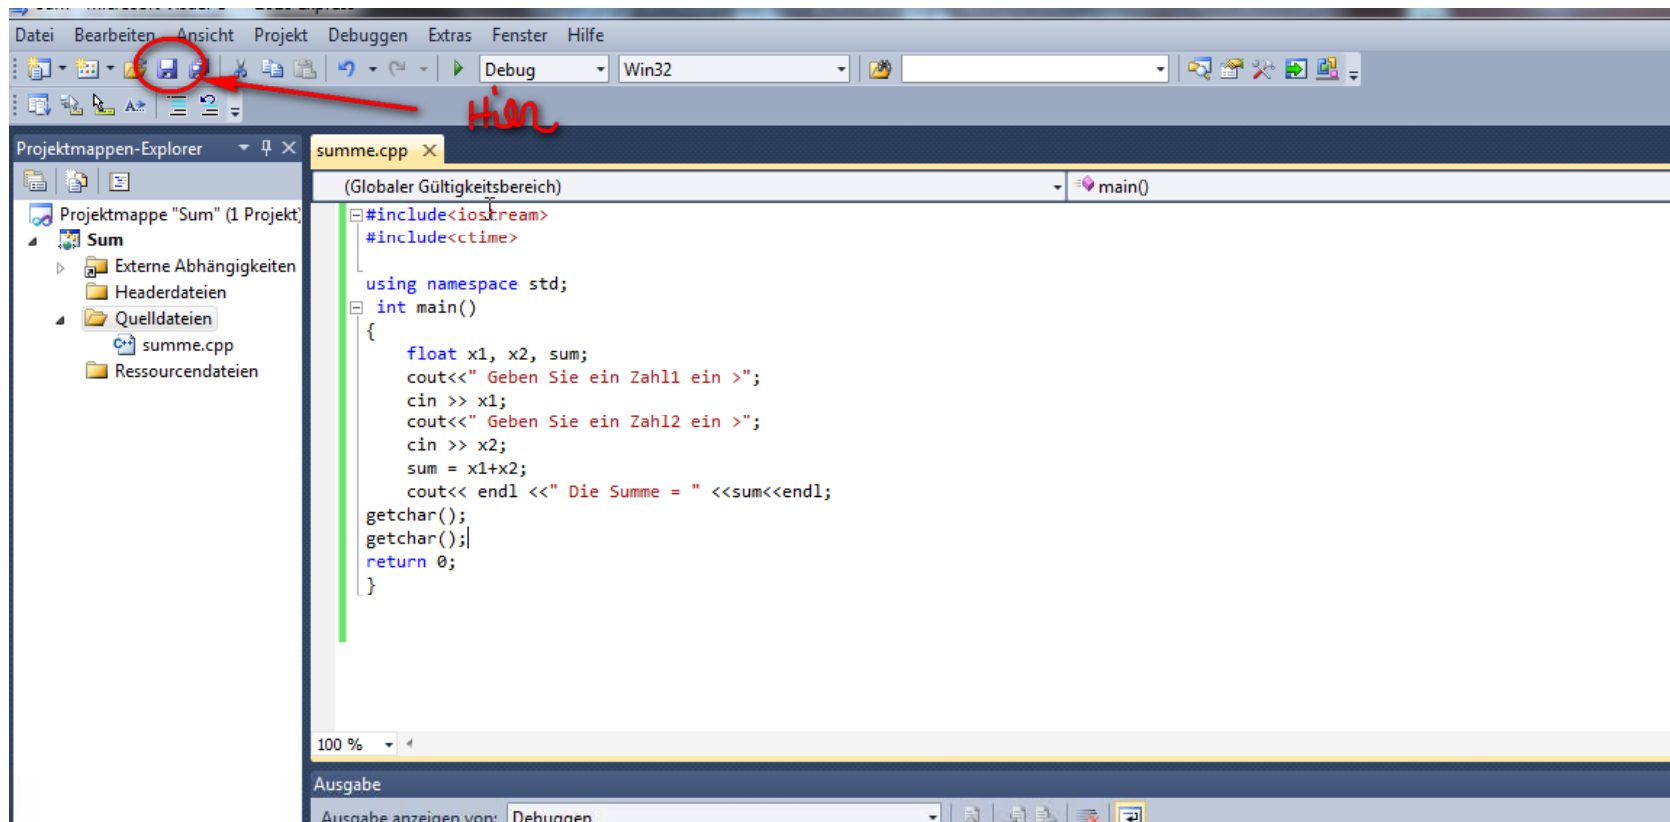 Datei Bearbeiten Ansicht Projekt Debuggen Extras Fenster Hilfe
Debug Win32
Hier
Projektmappen-Explorer
summe.cpp
(Globaler Gültigkeitsbereich) main()
Projektmappe "Sum" (1 Projekt)
Sum
Externe Abhängigkeiten
Headerdateien
Quelldateien
summe.cpp
Ressourcendateien
#include<iostream>
#include<ctime>
using namespace std;
int main()
{
float x1, x2, sum;
cout<<" Geben Sie ein Zahl1 ein >";
cin >> x1;
cout<<" Geben Sie ein Zahl2 ein >";
cin >> x2;
sum = x1+x2;
cout<< endl <<" Die Summe = " <<sum<<endl;
getchar();
getchar();
return 0;
}
100 %
Ausgabe
Ausgabe anzeigen von: Debuggen